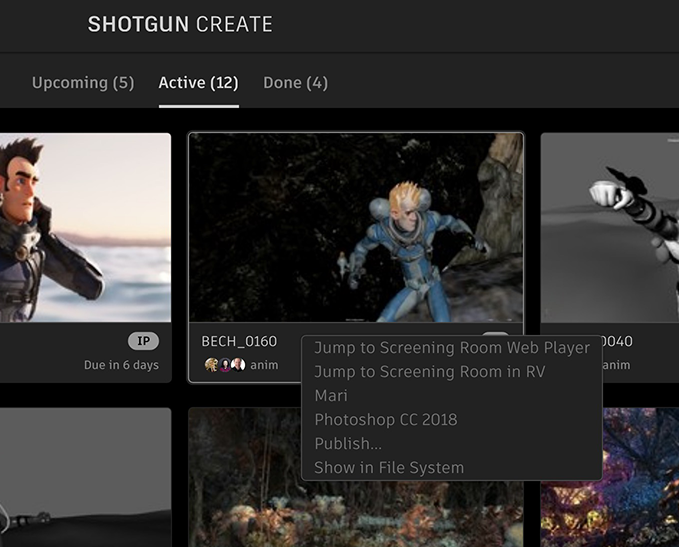 SHOTGUN CREATE
Upcoming (5)
Active (12)
Done (4)
IP
Due in 6 days
BECH_0160
anim
0040
anim
Jump to Screening Room Web Player
Jump to Screening Room in RV
Mari
Photoshop CC 2018
Publish...
Show in File System